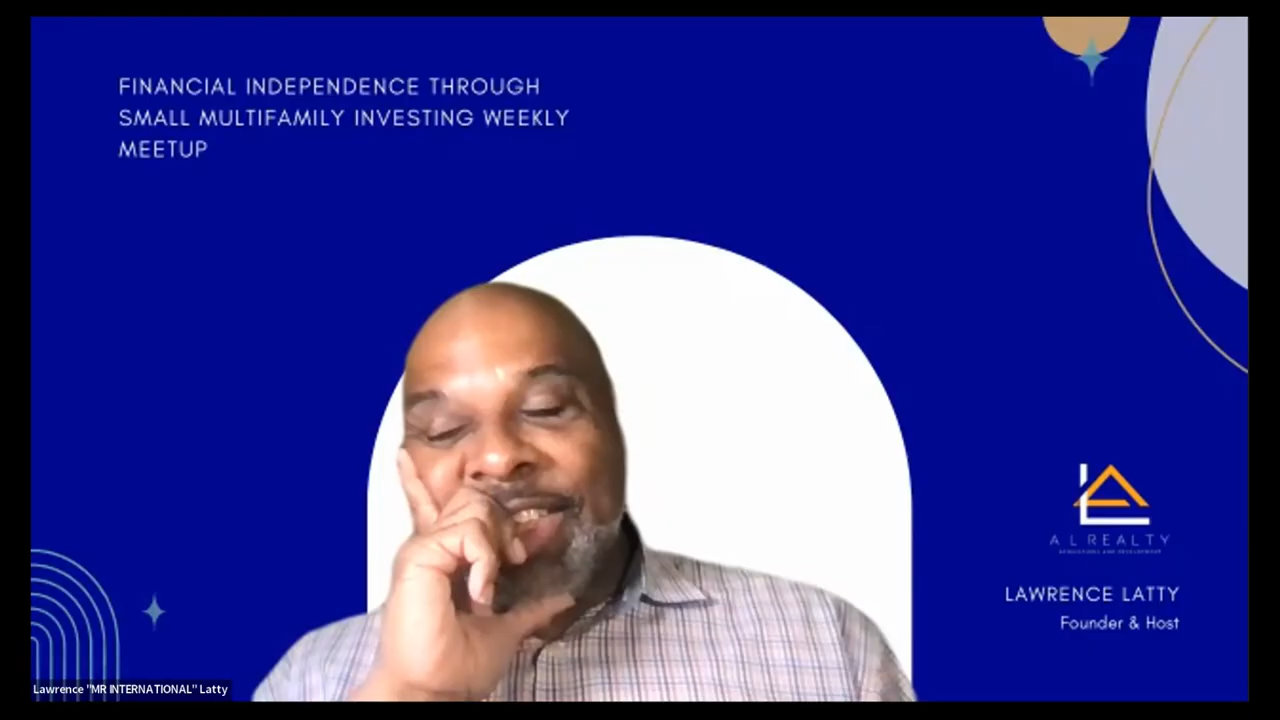 FINANCIAL INDEPENDENCE THROUGH
SMALL MULTIFAMILY INVESTING WEEKLY
MEETUP
A L REALTY
LAWRENCE LATTY
Founder & Host
Lawrence "MR INTERNATIONAL" Latty